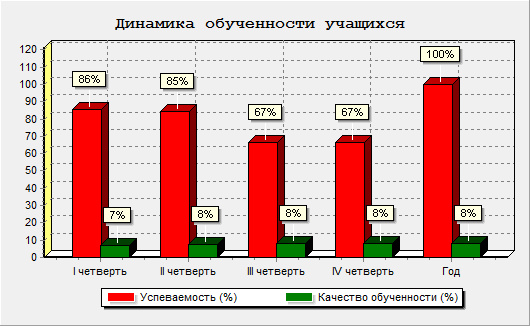 Динамика обученности учащихся
120
110
100
90
80
70
60
50
40
30
20
10
0
86%
7%
85%
8%
67%
8%
67%
8%
100%
8%
I четверть
II четверть
III четверть
IV четверть
Год
Успеваемость (%)
Качество обученности (%)